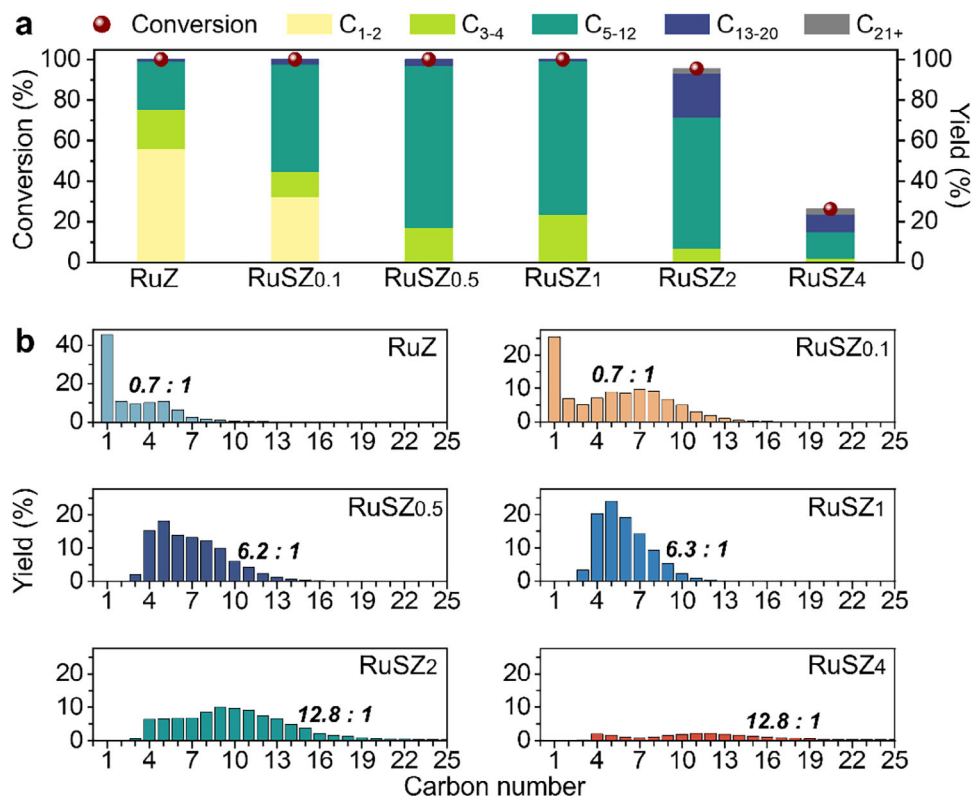 a Conversion C1-2 C3-4 C5-12 C13-20 C21+
Conversion (%)
100
80
60
40
20
0
100
80
60
40
20
0
Yield (%)
RuZ RuSZ0.1 RuSZ0.5 RuSZ1 RuSZ2 RuSZ4
b
Yield (%)
40
20
0
RuZ
0.7 : 1
1 4 7 10 13 16 19 22 25
20
10
0
RuSZ0.1
0.7 : 1
1 4 7 10 13 16 19 22 25
20
10
0
RuSZ0.5
6.2 : 1
1 4 7 10 13 16 19 22 25
20
10
0
RuSZ1
6.3 : 1
1 4 7 10 13 16 19 22 25
20
10
0
RuSZ2
12.8 : 1
1 4 7 10 13 16 19 22 25
20
10
0
RuSZ4
12.8 : 1
1 4 7 10 13 16 19 22 25
Carbon number